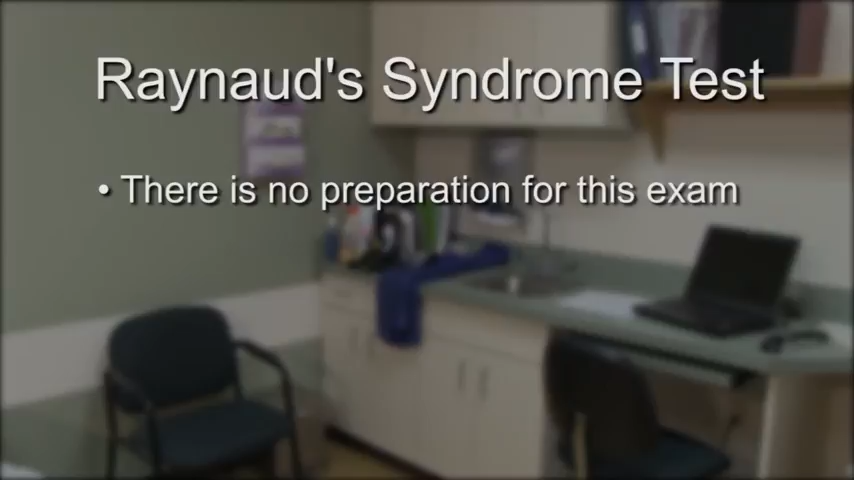 Raynaud's Syndrome Test
• There is no preparation for this exam